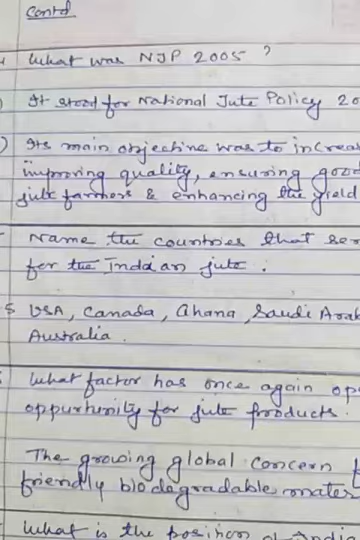 Contd
What was NJP 2005 ?
It stood for National Jute Policy 20
Its main objective was to increas
improving quality, ensuring good
jute farmers & enhancing the yield
Name the countries that ser
for the Indian jute.
USA, Canada, Ghana, Saudi Arab
Australia.
What factor has once again op
oppurtunity for jute products.
The growing global concern f
friendly biodegradable mater
What is the position of India